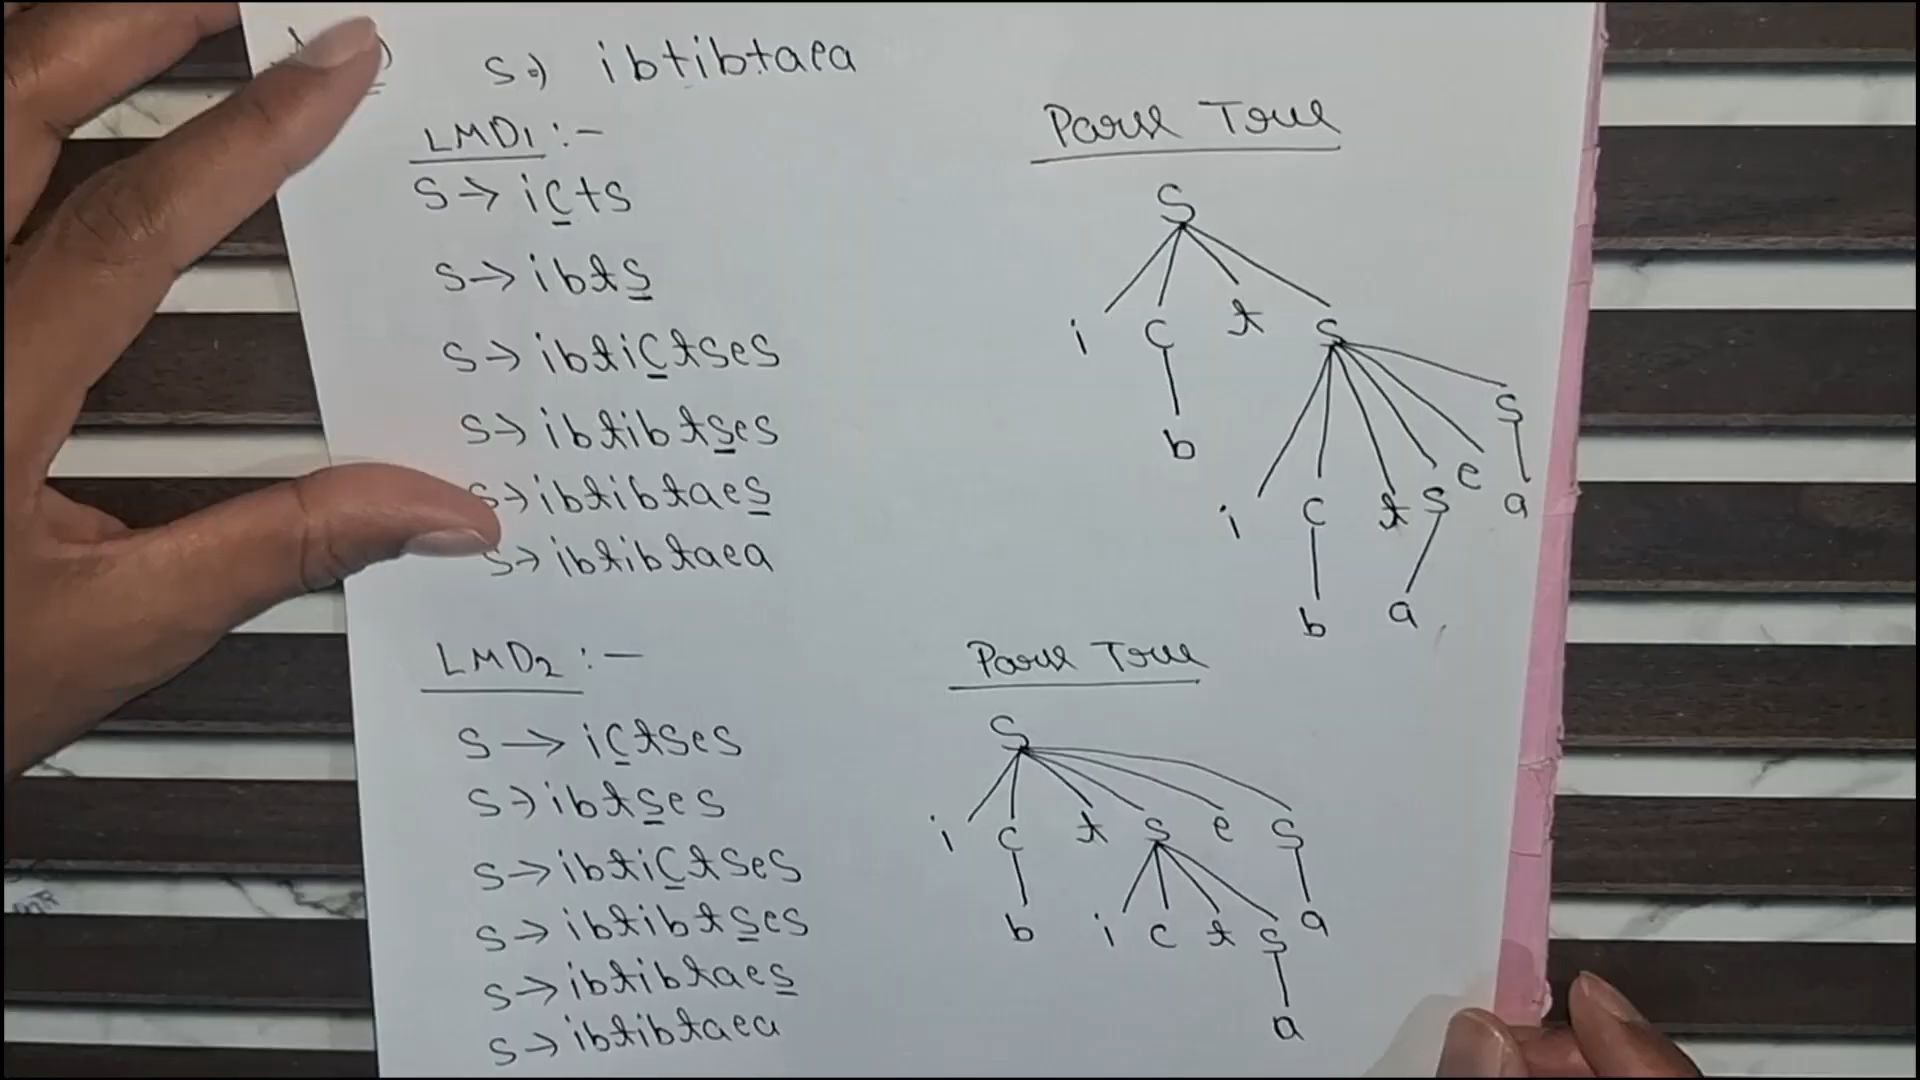 S⇒ ibtibtaea
LMD1 :-
S → icts
S → ibts
S → ibtictses
S → ibtibtses
S → ibtibtaes
S → ibtibtaea
Parse Tree
S
i c t s
b
i c t s e s
b a a
LMD2 :-
S → ictses
S → ibtses
S → ibtictses
S → ibtibtses
S → ibtibtaes
S → ibtibtaea
Parse Tree
S
i c t s e s
b i c t s a
a